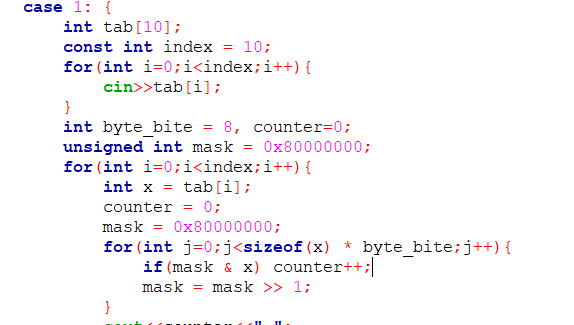 case 1: {
int tab[10];
const int index = 10;
for(int i=0;i<index;i++){
cin>>tab[i];
}
int byte_bite = 8, counter=0;
unsigned int mask = 0x80000000;
for(int i=0;i<index;i++){
int x = tab[i];
counter = 0;
mask = 0x80000000;
for(int j=0;j<sizeof(x) * byte_bite;j++){
if(mask & x) counter++;
mask = mask >> 1;
}